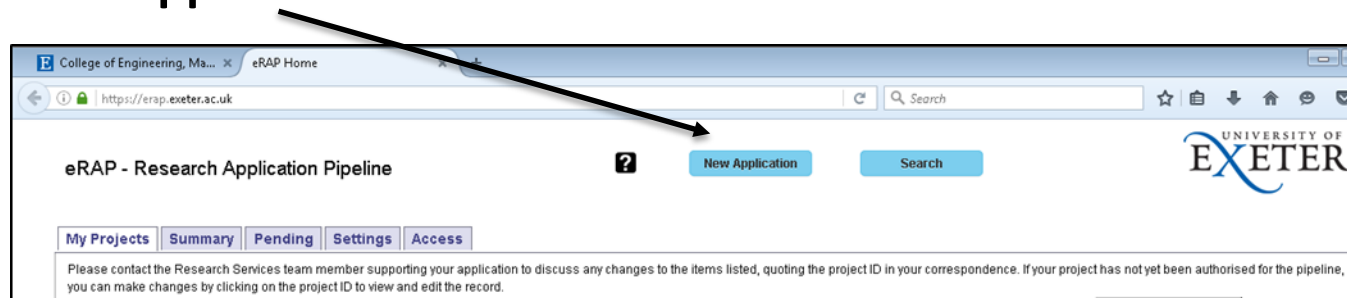 College of Engineering, Ma... × eRAP Home × +
https://erap.exeter.ac.uk Search
eRAP - Research Application Pipeline ? New Application Search UNIVERSITY OF EXETER
My Projects Summary Pending Settings Access
Please contact the Research Services team member supporting your application to discuss any changes to the items listed, quoting the project ID in your correspondence. If your project has not yet been authorised for the pipeline,
you can make changes by clicking on the project ID to view and edit the record.